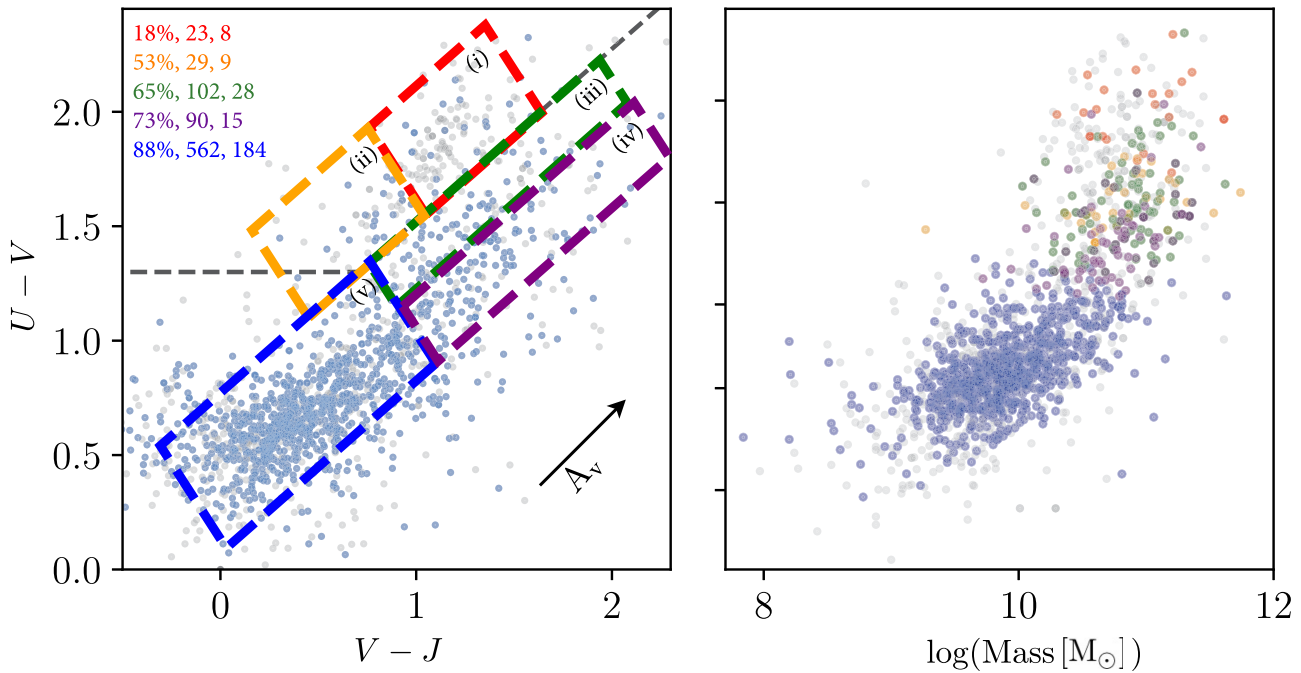 18%, 23, 8
53%, 29, 9
65%, 102, 28
73%, 90, 15
88%, 562, 184
(i)
(ii)
(iii)
(iv)
(v)
A_v
2.0
1.5
1.0
0.5
0.0
U − V
0 1 2
V − J
8 10 12
log(Mass [M_⊙])